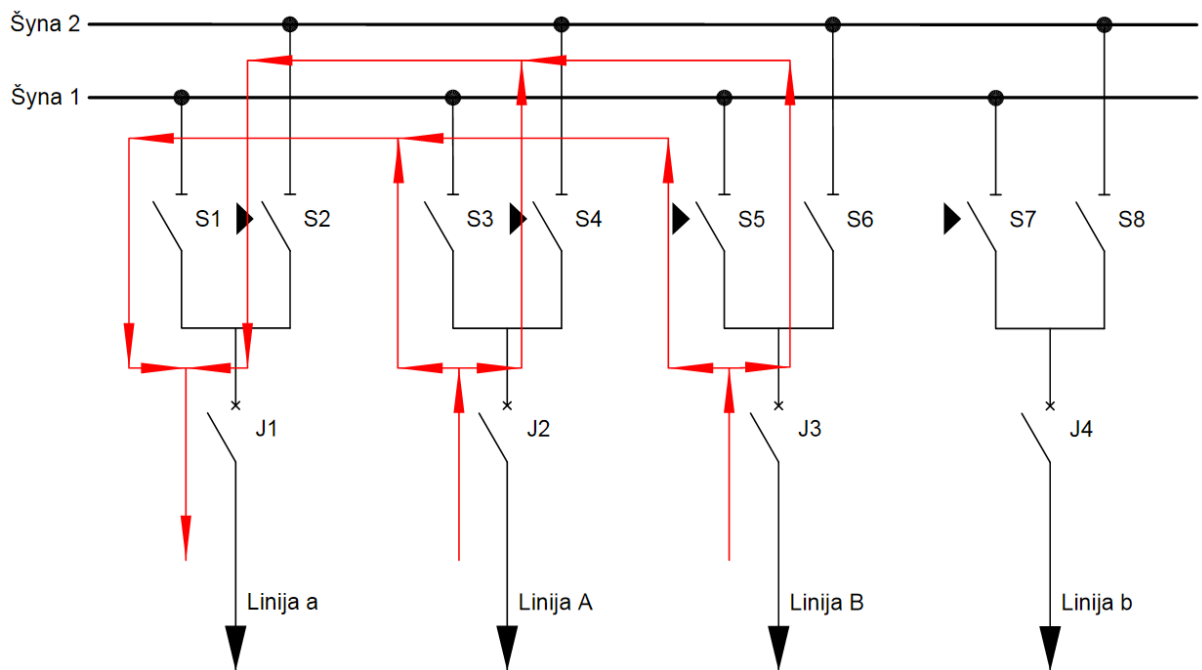 Šyna 2
Šyna 1
S1 S2 S3 S4 S5 S6 S7 S8
J1 J2 J3 J4
Linija a Linija A Linija B Linija b